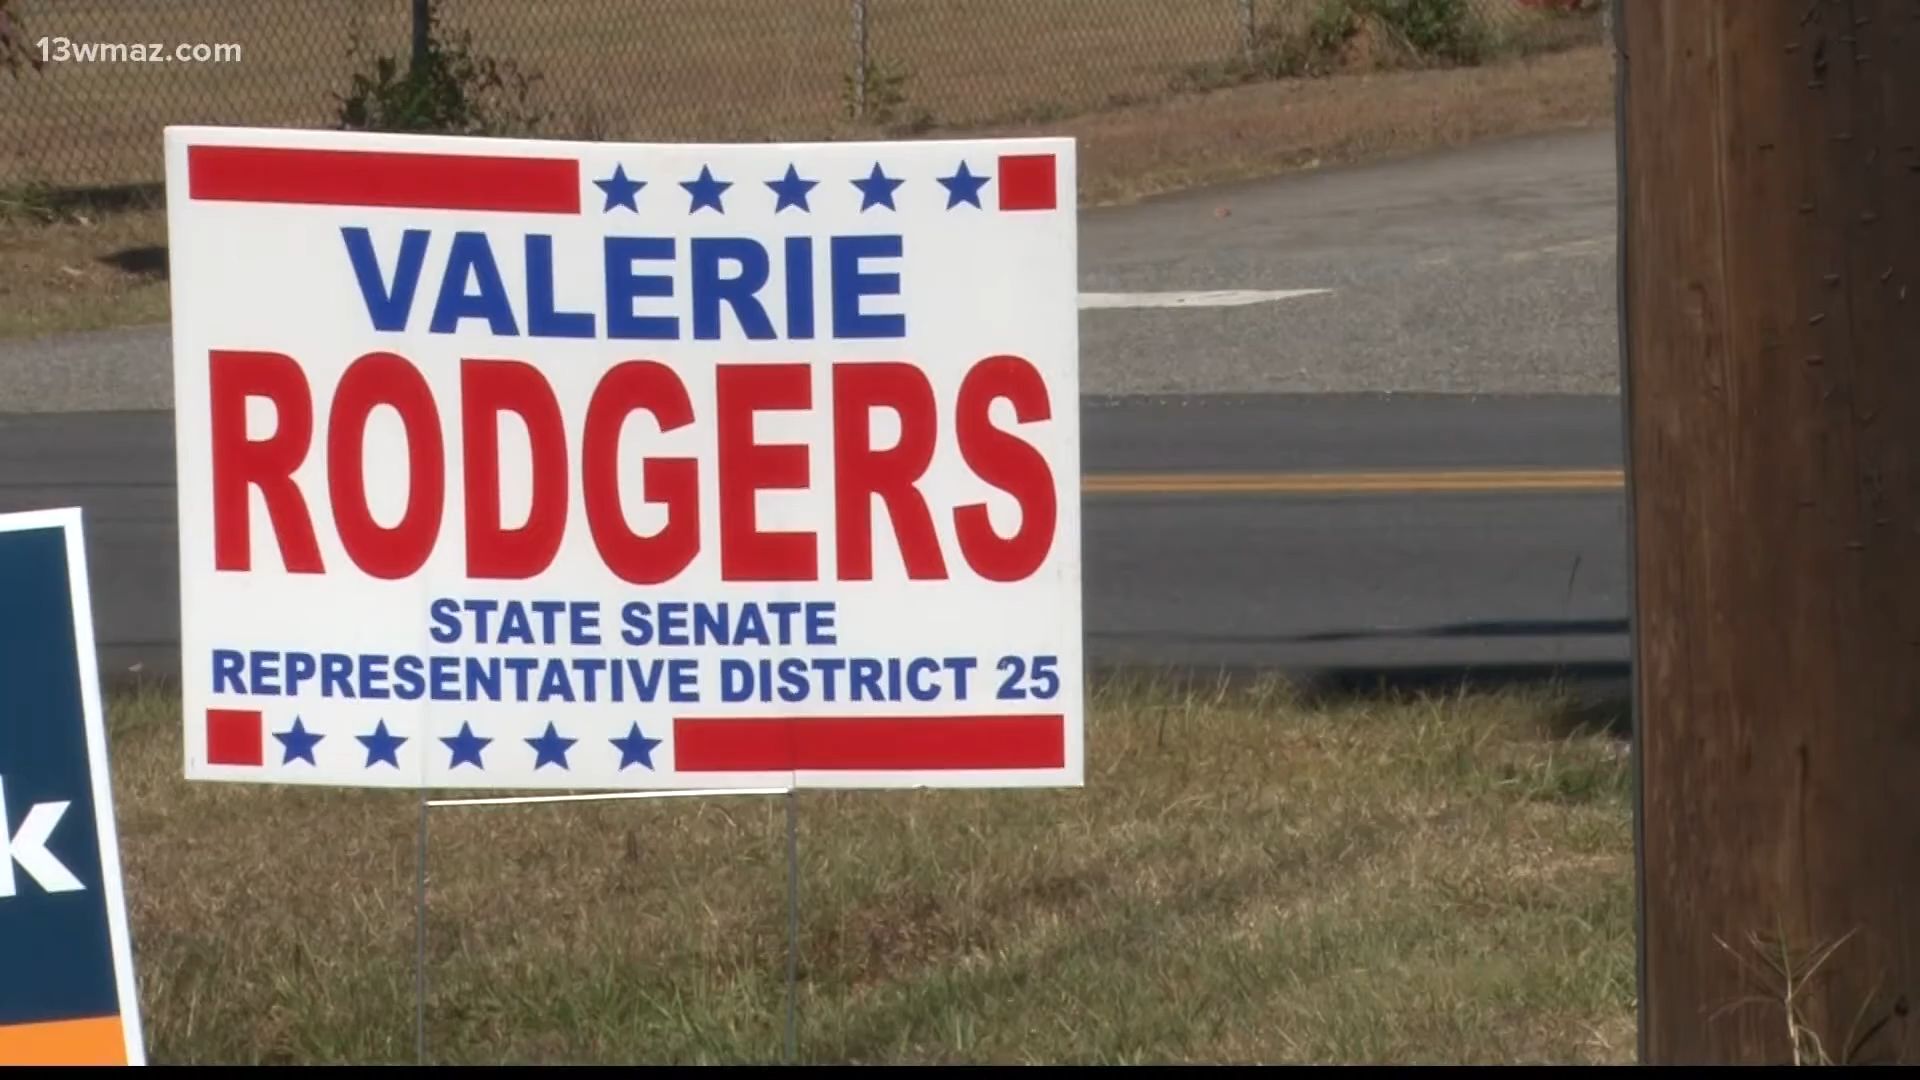 13wmaz.com
VALERIE
RODGERS
STATE SENATE
REPRESENTATIVE DISTRICT 25
k